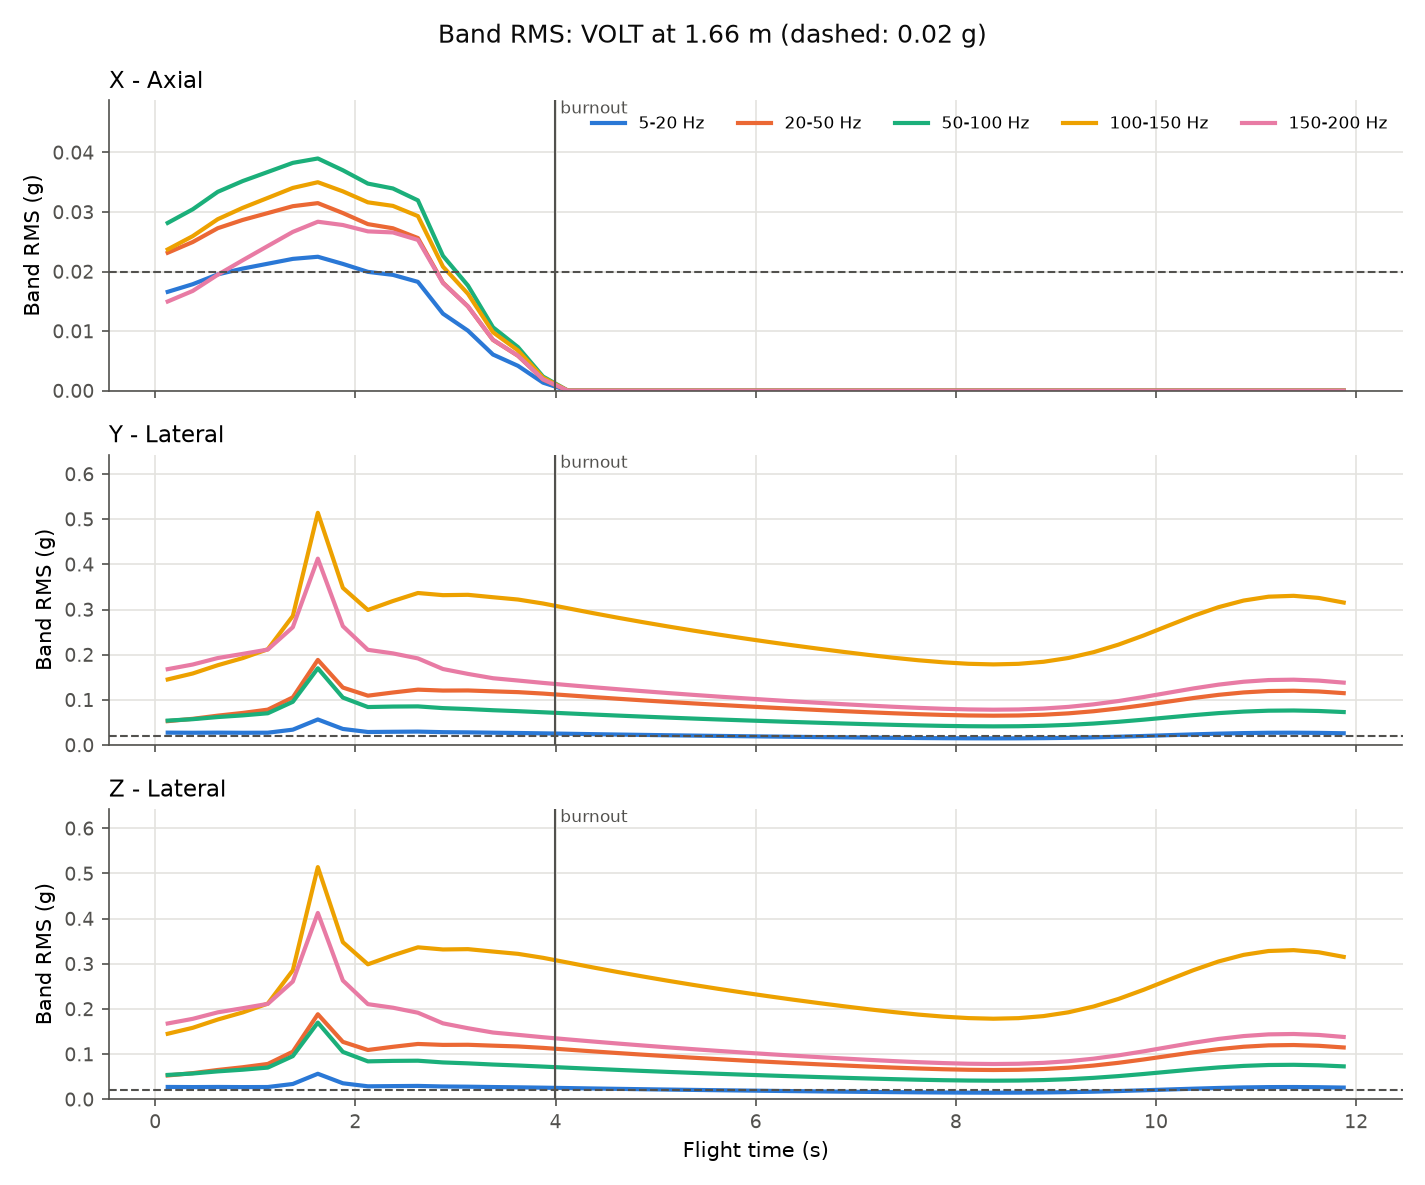 Band RMS: VOLT at 1.66 m (dashed: 0.02 g)
X - Axial
burnout
5-20 Hz 20-50 Hz 50-100 Hz 100-150 Hz 150-200 Hz
Band RMS (g)
0.04
0.03
0.02
0.01
0.00
Y - Lateral
burnout
Band RMS (g)
0.6
0.5
0.4
0.3
0.2
0.1
0.0
Z - Lateral
burnout
Band RMS (g)
0.6
0.5
0.4
0.3
0.2
0.1
0.0
0 2 4 6 8 10 12
Flight time (s)